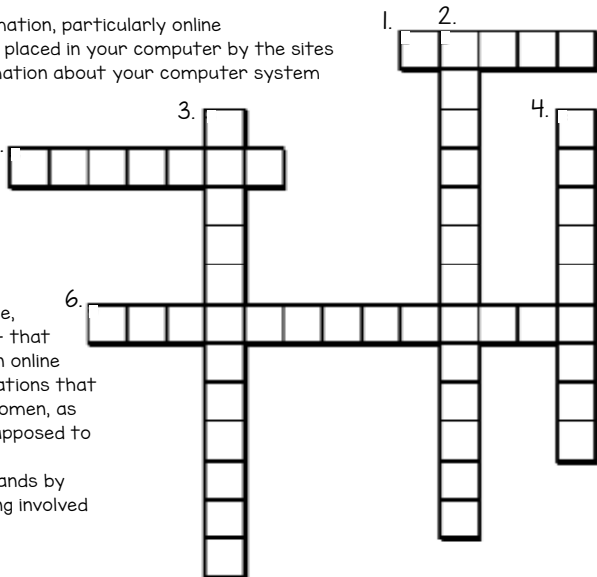 nation, particularly online
placed in your computer by the sites
nation about your computer system
1.
2.
3.
4.
6.
e,
that
n online
ations that
omen, as
pposed to
ands by
ng involved